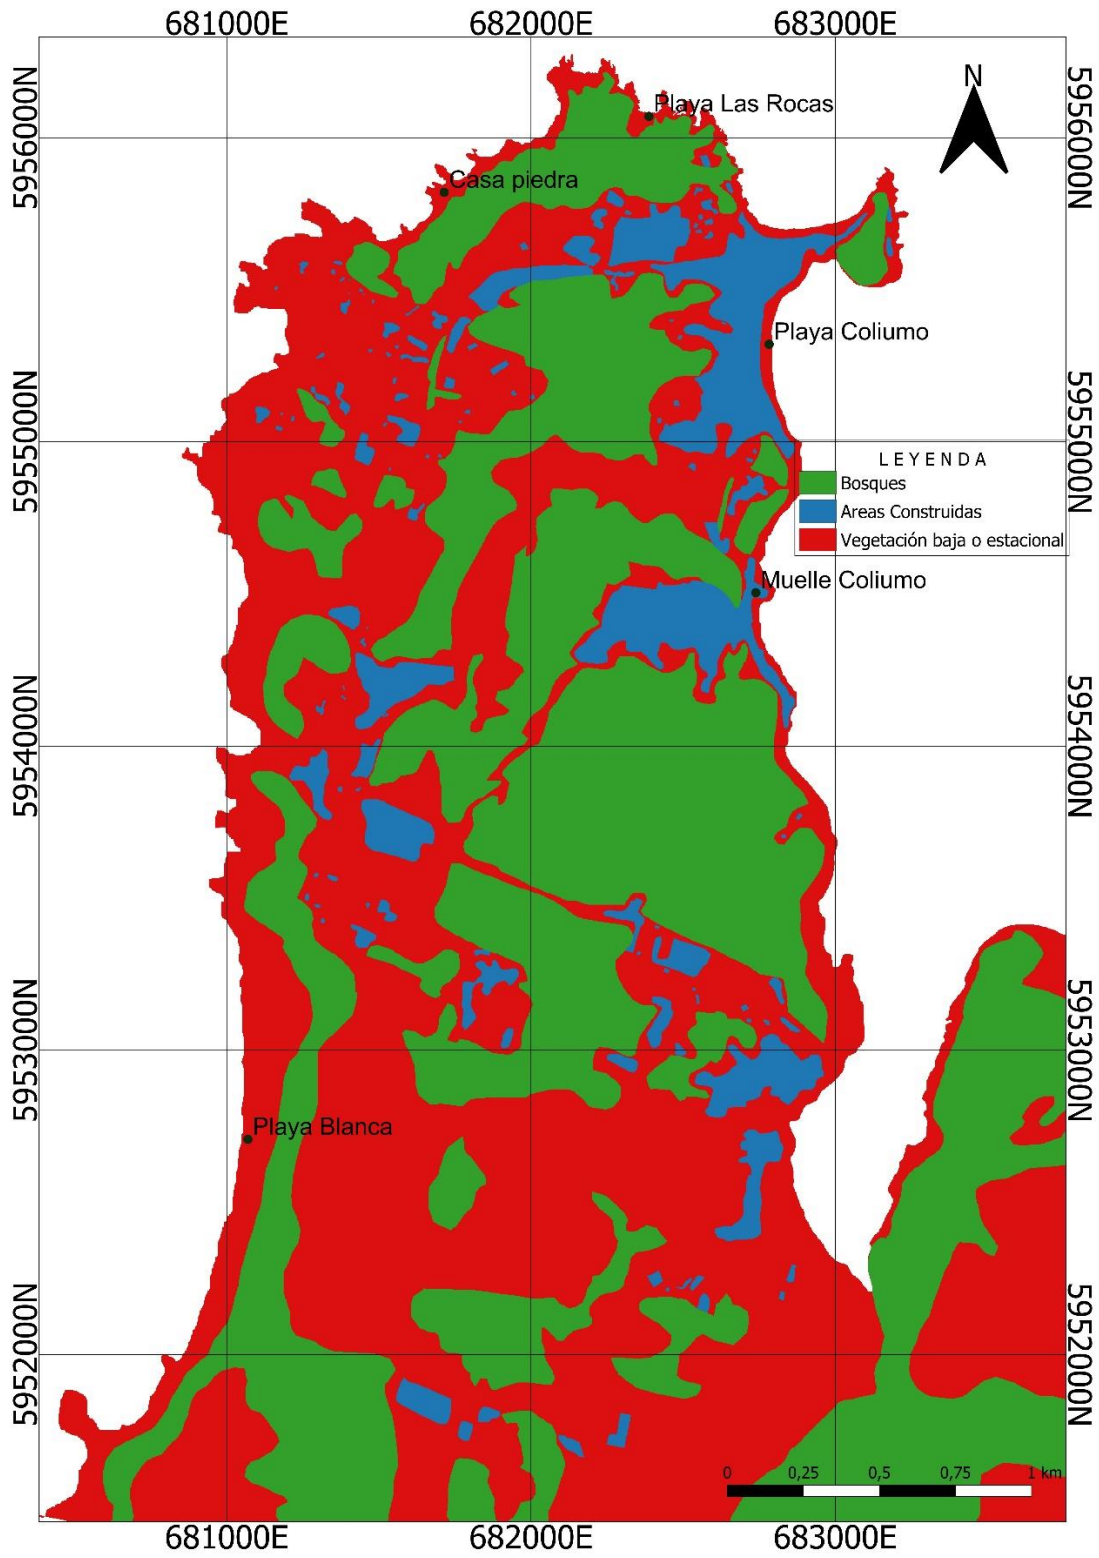 681000E 682000E 683000E
N
5956000N 5956000N
Playa Las Rocas
Casa piedra
Playa Coliumo
5955000N 5955000N
LEYENDA
Bosques
Areas Construidas
Vegetación baja o estacional
Muelle Coliumo
5954000N 5954000N
5953000N 5953000N
Playa Blanca
5952000N 5952000N
0 0,25 0,5 0,75 1 km
681000E 682000E 683000E